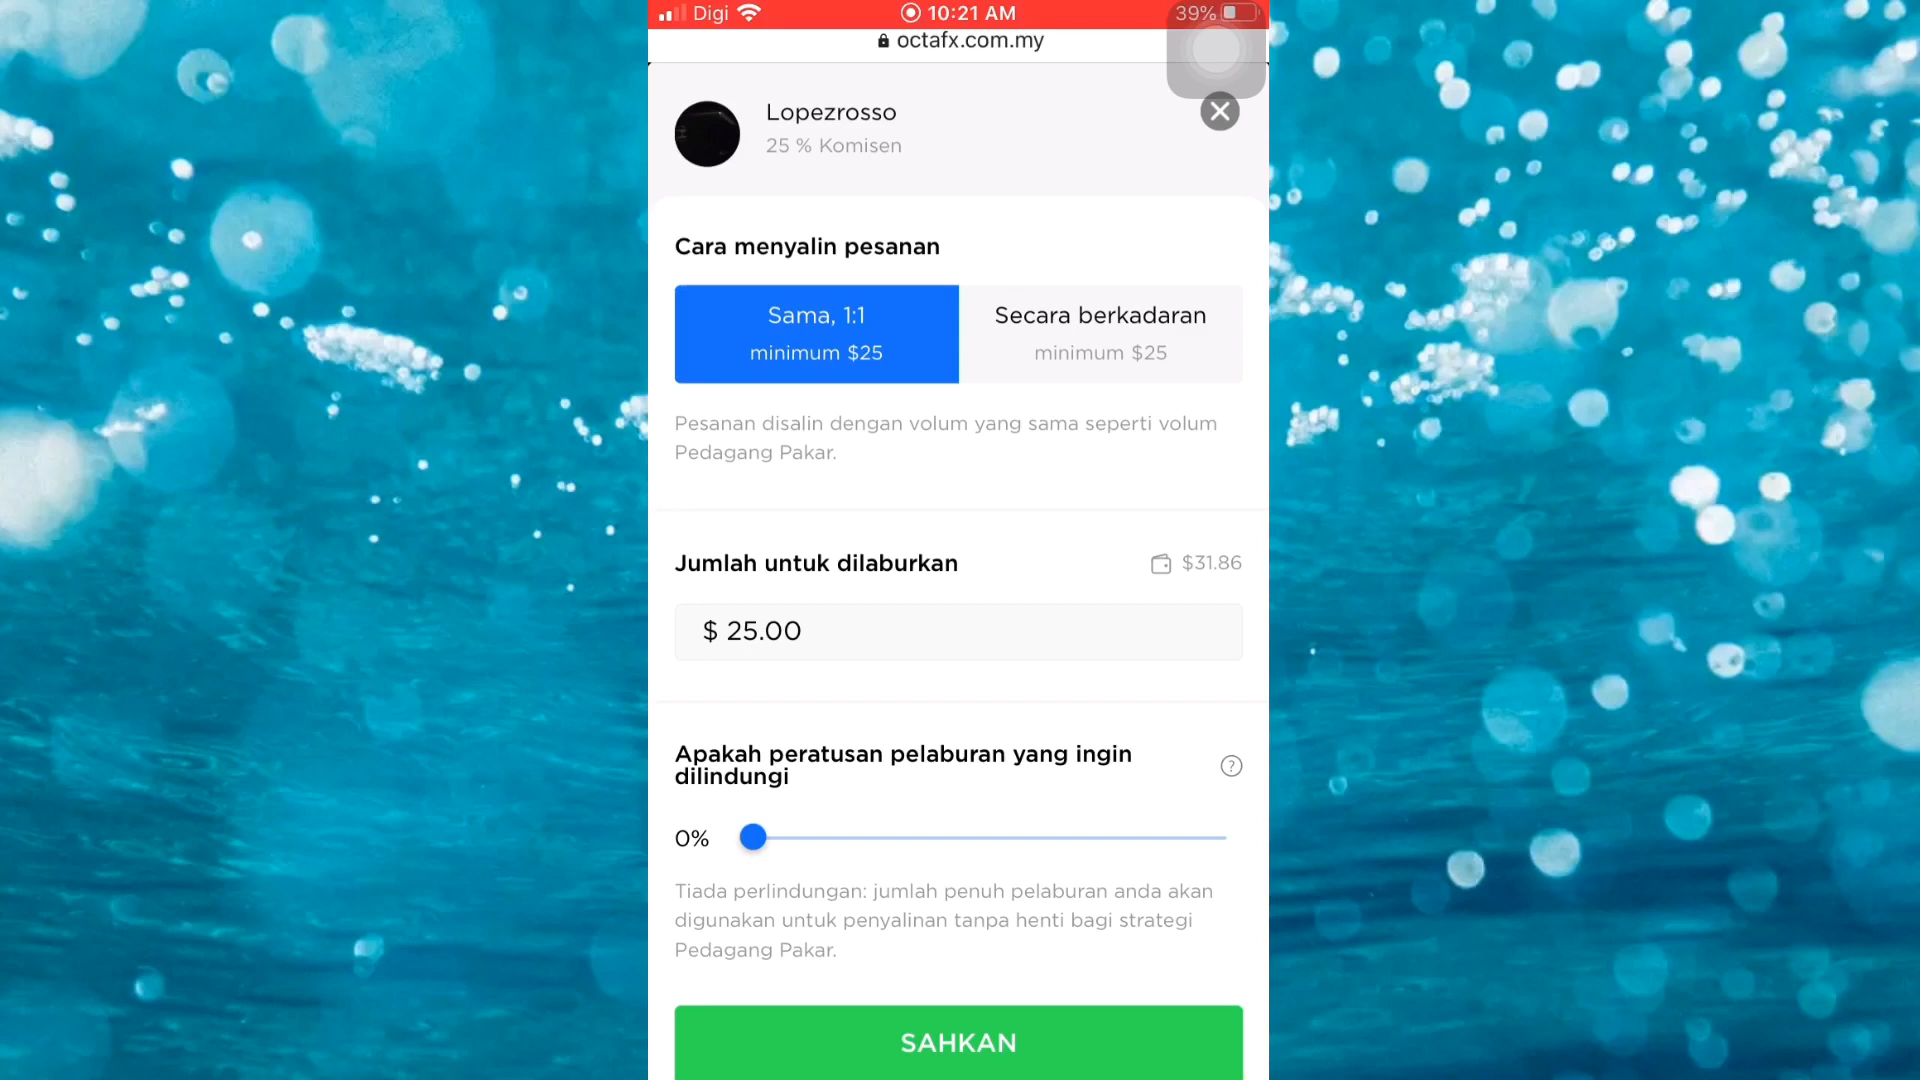 Digi 10:21 AM 39%
octafx.com.my
Lopezrosso
25 % Komisen
Cara menyalin pesanan
Sama, 1:1
minimum $25
Secara berkadaran
minimum $25
Pesanan disalin dengan volum yang sama seperti volum
Pedagang Pakar.
Jumlah untuk dilaburkan $31.86
$ 25.00
Apakah peratusan pelaburan yang ingin
dilindungi ?
0%
Tiada perlindungan: jumlah penuh pelaburan anda akan
digunakan untuk penyalinan tanpa henti bagi strategi
Pedagang Pakar.
SAHKAN